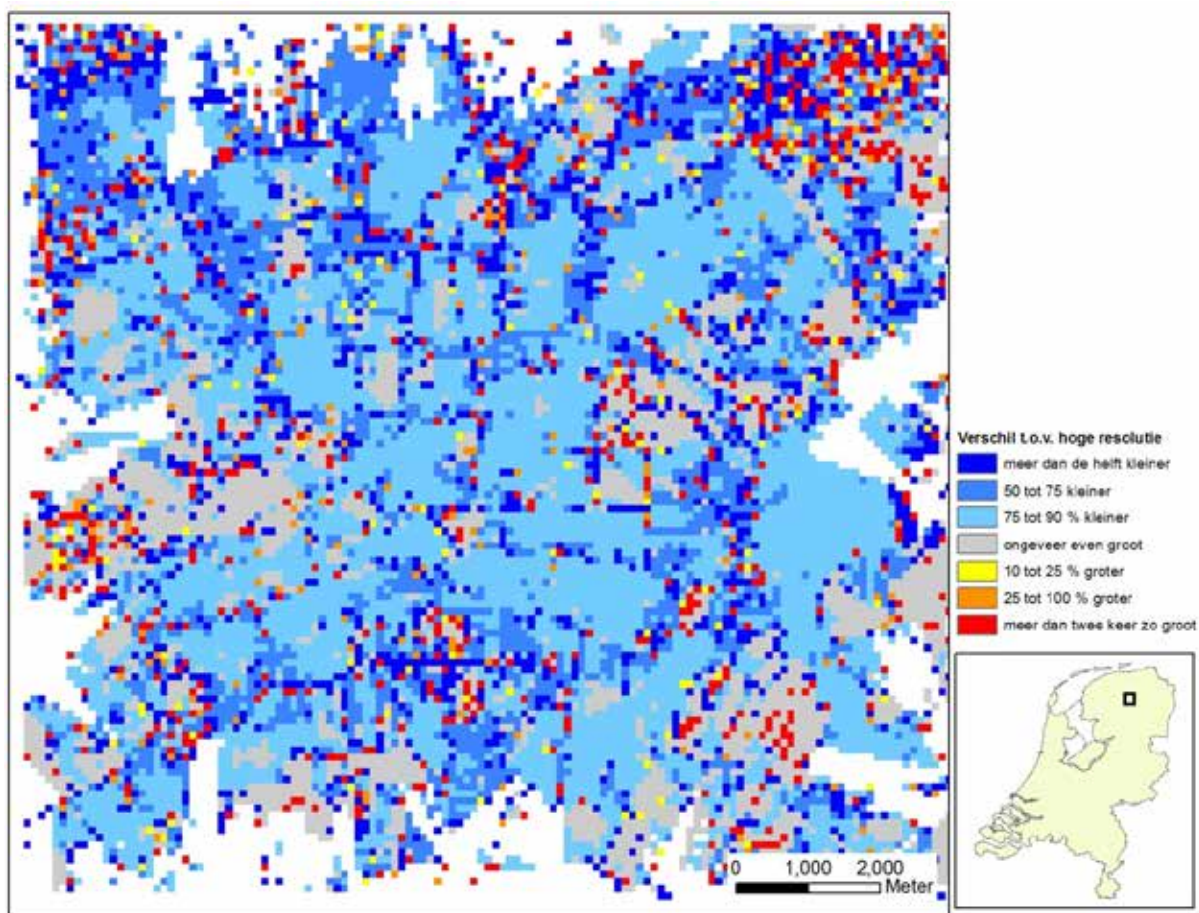 Verschil t.o.v. hoge resolutie
meer dan de helft kleiner
50 tot 75 kleiner
75 tot 90 % kleiner
ongeveer even groot
10 tot 25 % groter
25 tot 100 % groter
meer dan twee keer zo groot
0 1,000 2,000
Meter